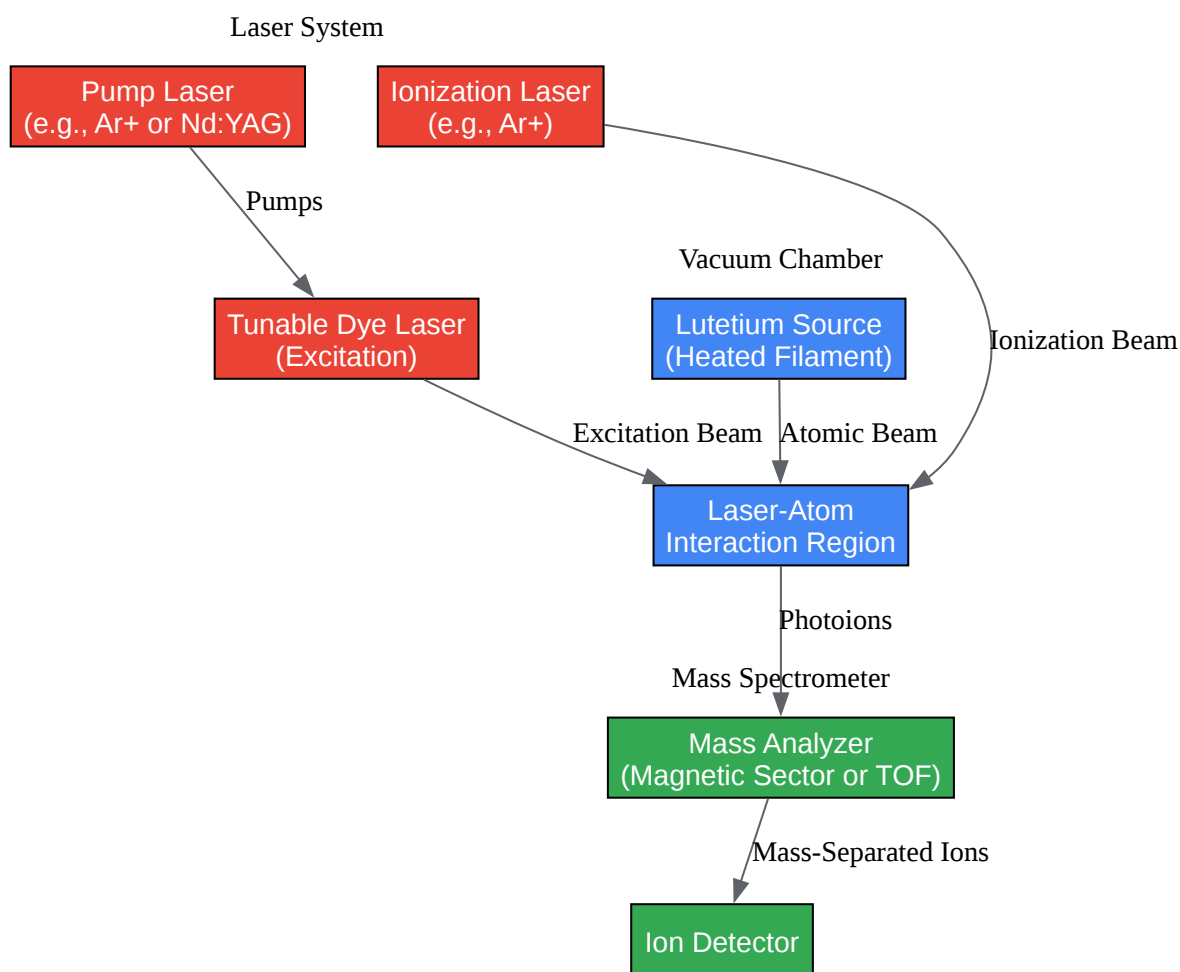 Laser System
Pump Laser
(e.g., Ar+ or Nd:YAG)
Ionization Laser
(e.g., Ar+)
Pumps
Vacuum Chamber
Tunable Dye Laser
(Excitation)
Lutetium Source
(Heated Filament)
Ionization Beam
Excitation Beam
Atomic Beam
Laser-Atom
Interaction Region
Photoions
Mass Spectrometer
Mass Analyzer
(Magnetic Sector or TOF)
Mass-Separated Ions
Ion Detector